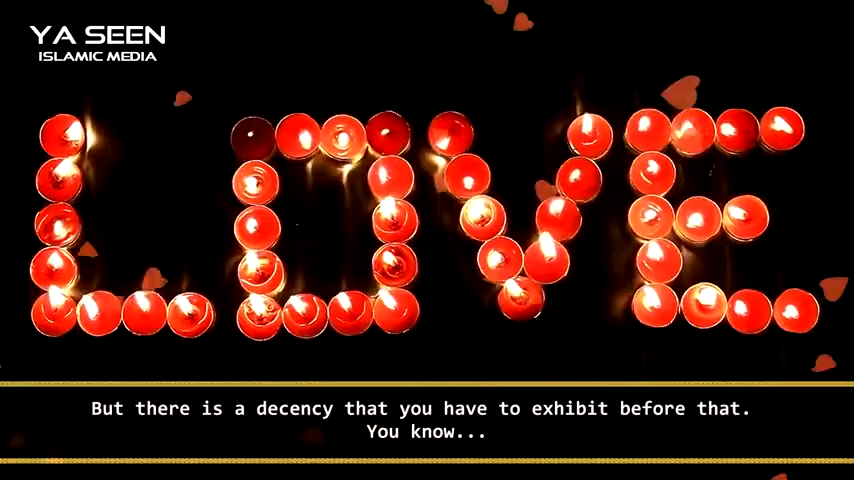 YA SEEN
ISLAMIC MEDIA
LOVE
But there is a decency that you have to exhibit before that.
You know...